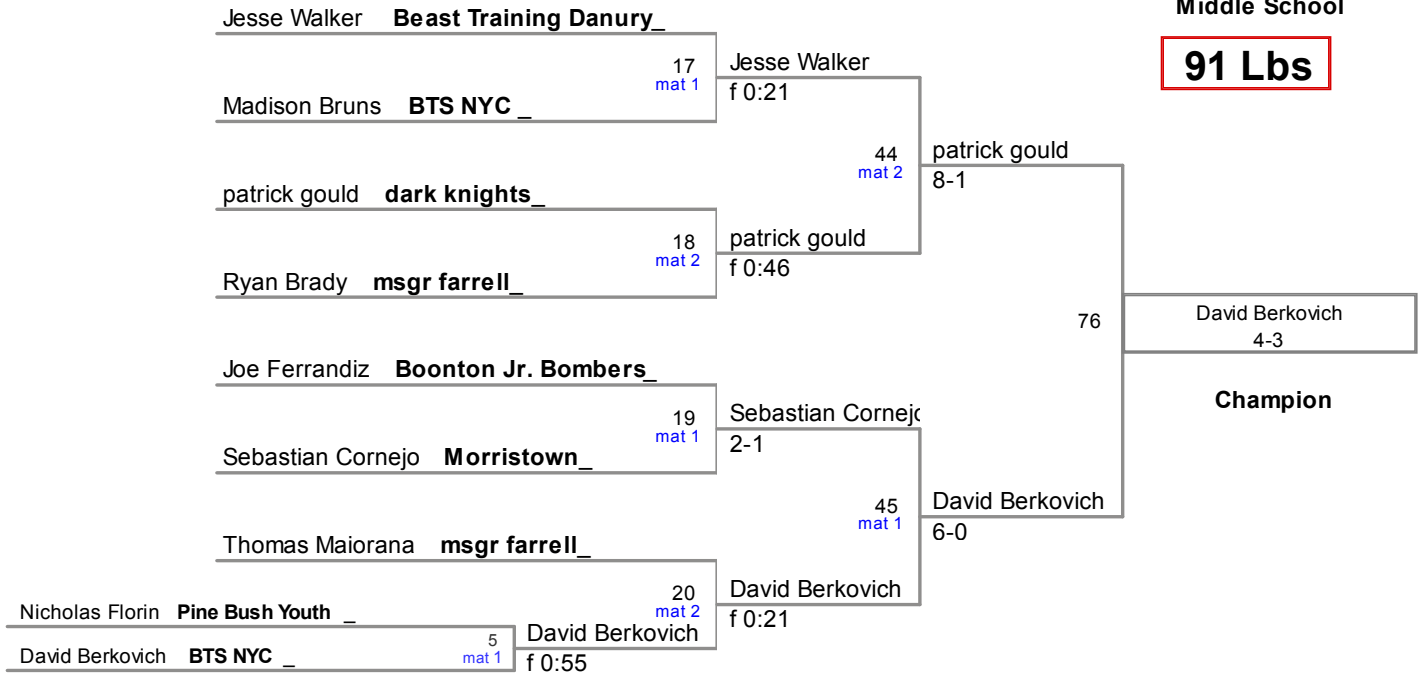 Middle School
91 Lbs
Jesse Walker Beast Training Danury_
17
mat 1
Jesse Walker
f 0:21
Madison Bruns BTS NYC _
44
mat 2
patrick gould
8-1
patrick gould dark knights_
18
mat 2
patrick gould
f 0:46
Ryan Brady msgr farrell_
76
David Berkovich
4-3
Champion
Joe Ferrandiz Boonton Jr. Bombers_
19
mat 1
Sebastian Cornejo
2-1
Sebastian Cornejo Morristown_
45
mat 1
David Berkovich
6-0
Thomas Maiorana msgr farrell_
20
mat 2
David Berkovich
f 0:21
Nicholas Florin Pine Bush Youth _
5
mat 1
David Berkovich
f 0:55
David Berkovich BTS NYC _